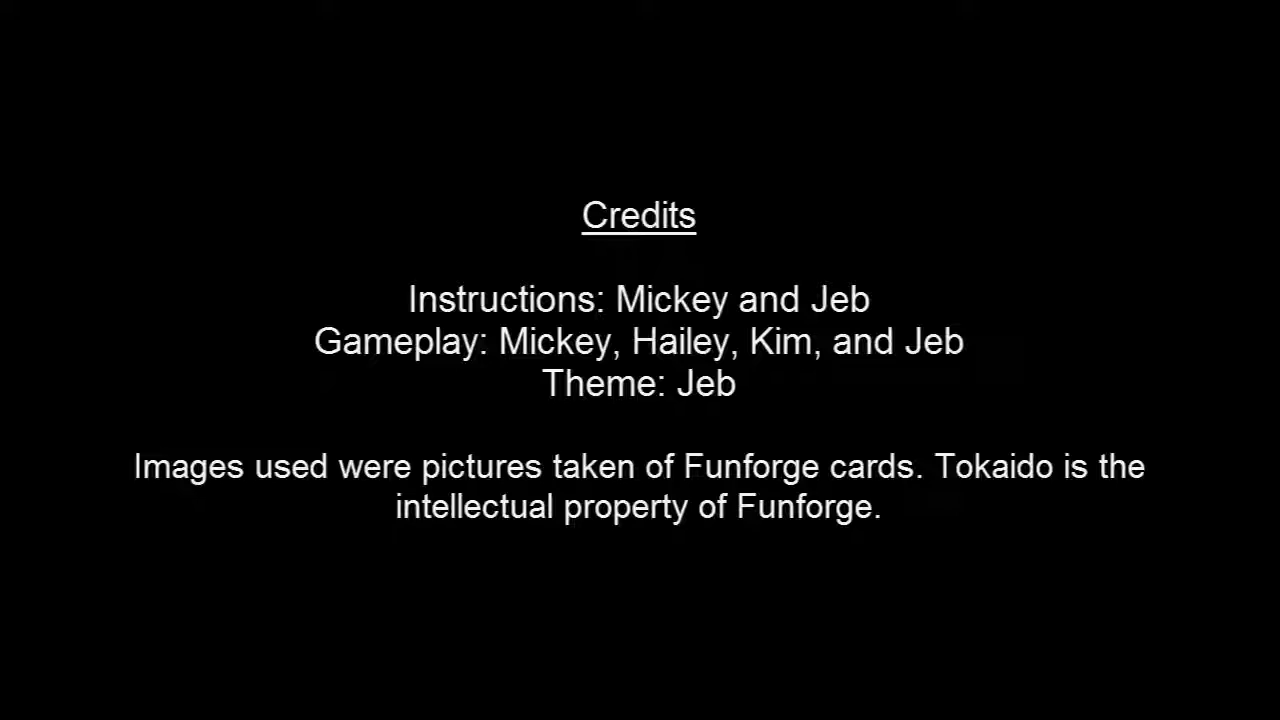 Credits
Instructions: Mickey and Jeb
Gameplay: Mickey, Hailey, Kim, and Jeb
Theme: Jeb
Images used were pictures taken of Funforge cards. Tokaido is the
intellectual property of Funforge.